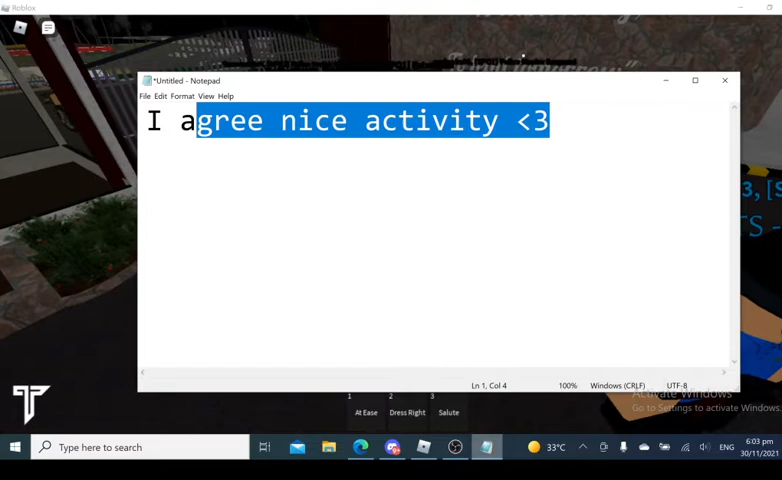 Roblox
*Untitled - Notepad
File Edit Format View Help
I agree nice activity <3
3, [S
TS -
Ln 1, Col 4 100% Windows (CRLF) UTF-8
Activate Windows
Go to Settings to activate Windows.
1 2 3
At Ease Dress Right Salute
Type here to search
33°C ENG
6:03 pm
30/11/2021